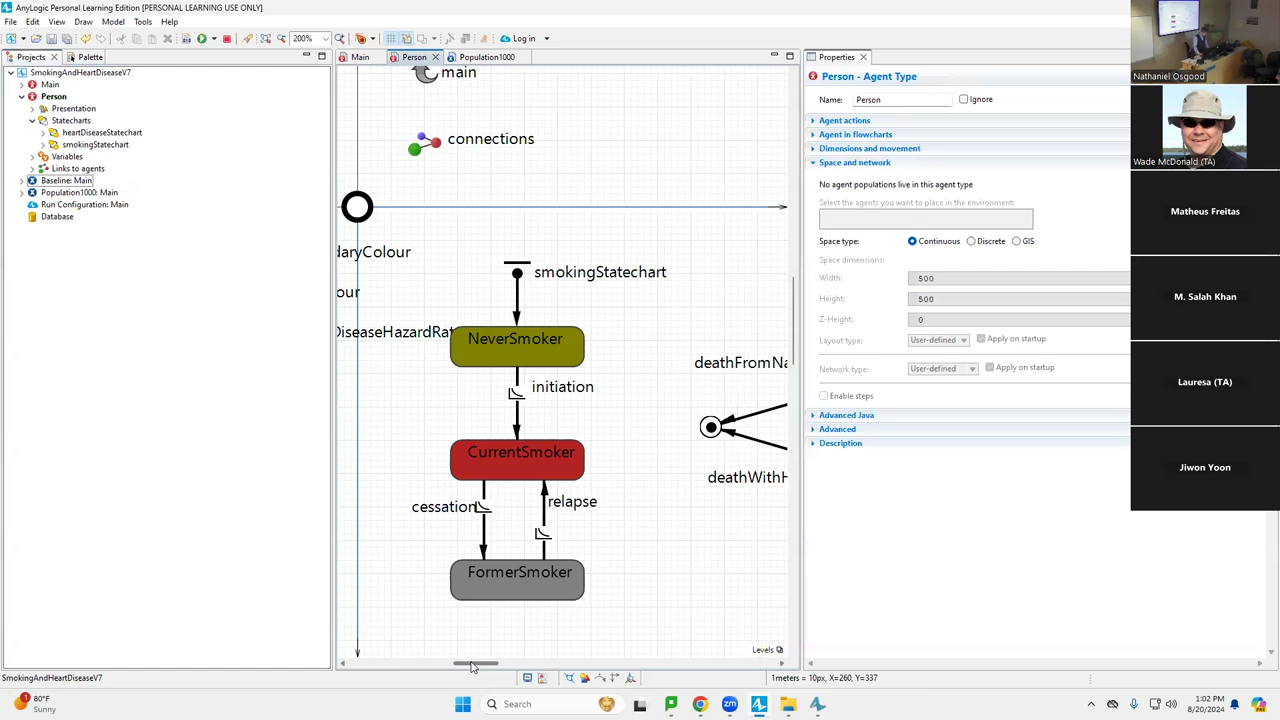 AnyLogic Personal Learning Edition [PERSONAL LEARNING USE ONLY]
File Edit View Draw Model Tools Help
200% Log in
Projects Palette
Main Person Population1000
Properties
SmokingAndHeartDiseaseV7
Main
Person
Presentation
Statecharts
heartDiseaseStatechart
smokingStatechart
Variables
Links to agents
Baseline: Main
Population1000: Main
Run Configuration: Main
Database
main
connections
daryColour
our
DiseaseHazardRat
smokingStatechart
NeverSmoker
initiation
CurrentSmoker
cessation
relapse
FormerSmoker
deathFromNa
deathWithH
Levels
Person - Agent Type
Name: Person Ignore
Agent actions
Agent in flowcharts
Dimensions and movement
Space and network
No agent populations live in this agent type
Select the agents you want to place in the environment:
Space type: Continuous Discrete GIS
Space dimensions:
Width: 500
Height: 500
Z-Height: 0
Layout type: User-defined Apply on startup
Network type: User-defined Apply on startup
Enable steps
Advanced Java
Advanced
Description
Nathaniel Osgood
Wade McDonald (TA)
Matheus Freitas
M. Salah Khan
Lauresa (TA)
Jiwon Yoon
SmokingAndHeartDiseaseV7
1meters = 10px, X=260, Y=337
1
80°F
Sunny
Search
1:02 PM
8/20/2024